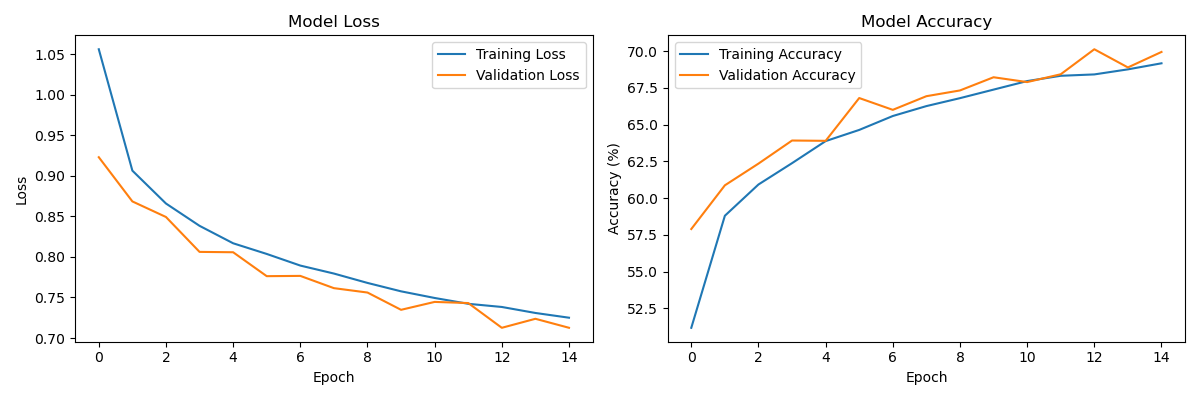 Model Loss
Training Loss
Validation Loss
1.05
1.00
0.95
0.90
0.85
0.80
0.75
0.70
Loss
0 2 4 6 8 10 12 14
Epoch
Model Accuracy
Training Accuracy
Validation Accuracy
70.0
67.5
65.0
62.5
60.0
57.5
55.0
52.5
Accuracy (%)
0 2 4 6 8 10 12 14
Epoch